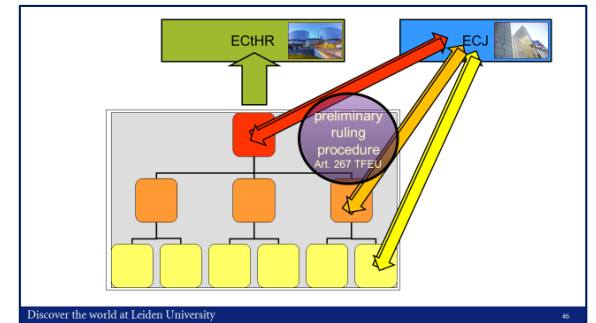 ECtHR
ECJ
preliminary
ruling
procedure
Art. 267 TFEU
Discover the world at Leiden University
46